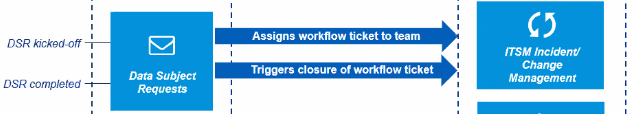 DSR kicked-off
DSR completed
Data Subject
Requests
Assigns workflow ticket to team
Triggers closure of workflow ticket
ITSM Incident/
Change
Management